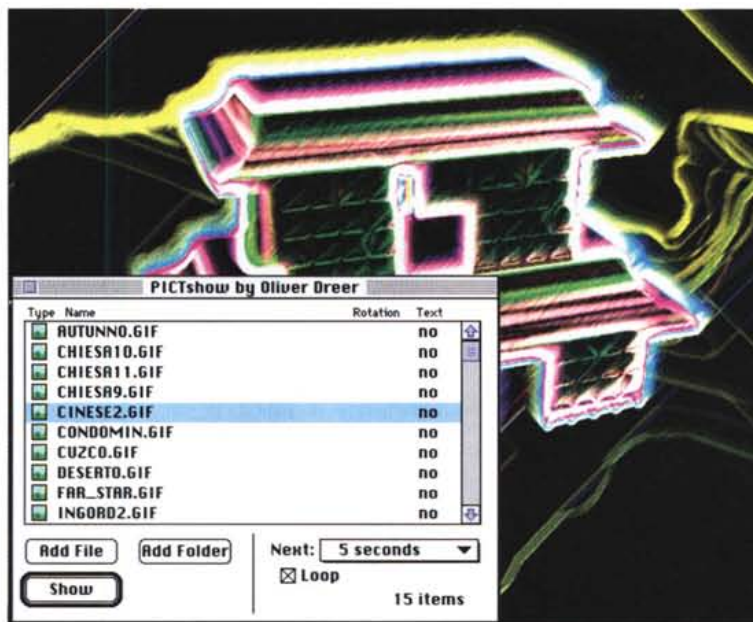 PICTshow by Oliver Dreer
Type Name Rotation Text
AUTUNNO.GIF no
CHIESA10.GIF no
CHIESA11.GIF no
CHIESA9.GIF no
CINESE2.GIF no
CONDOMIN.GIF no
CUZCO.GIF no
DESERTO.GIF no
FAR_STAR.GIF no
INGORD2.GIF no
Add File Add Folder Next: 5 seconds
Loop
Show
15 items